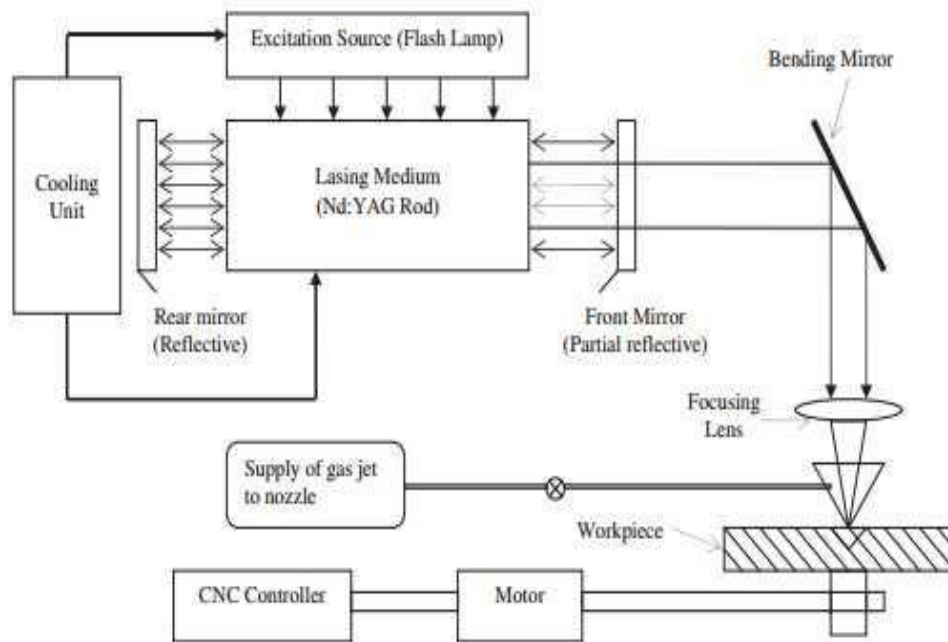 Excitation Source (Flash Lamp)
Bending Mirror
Cooling
Unit
Lasing Medium
(Nd:YAG Rod)
Rear mirror
(Reflective)
Front Mirror
(Partial reflective)
Focusing
Lens
Supply of gas jet
to nozzle
Workpiece
CNC Controller
Motor